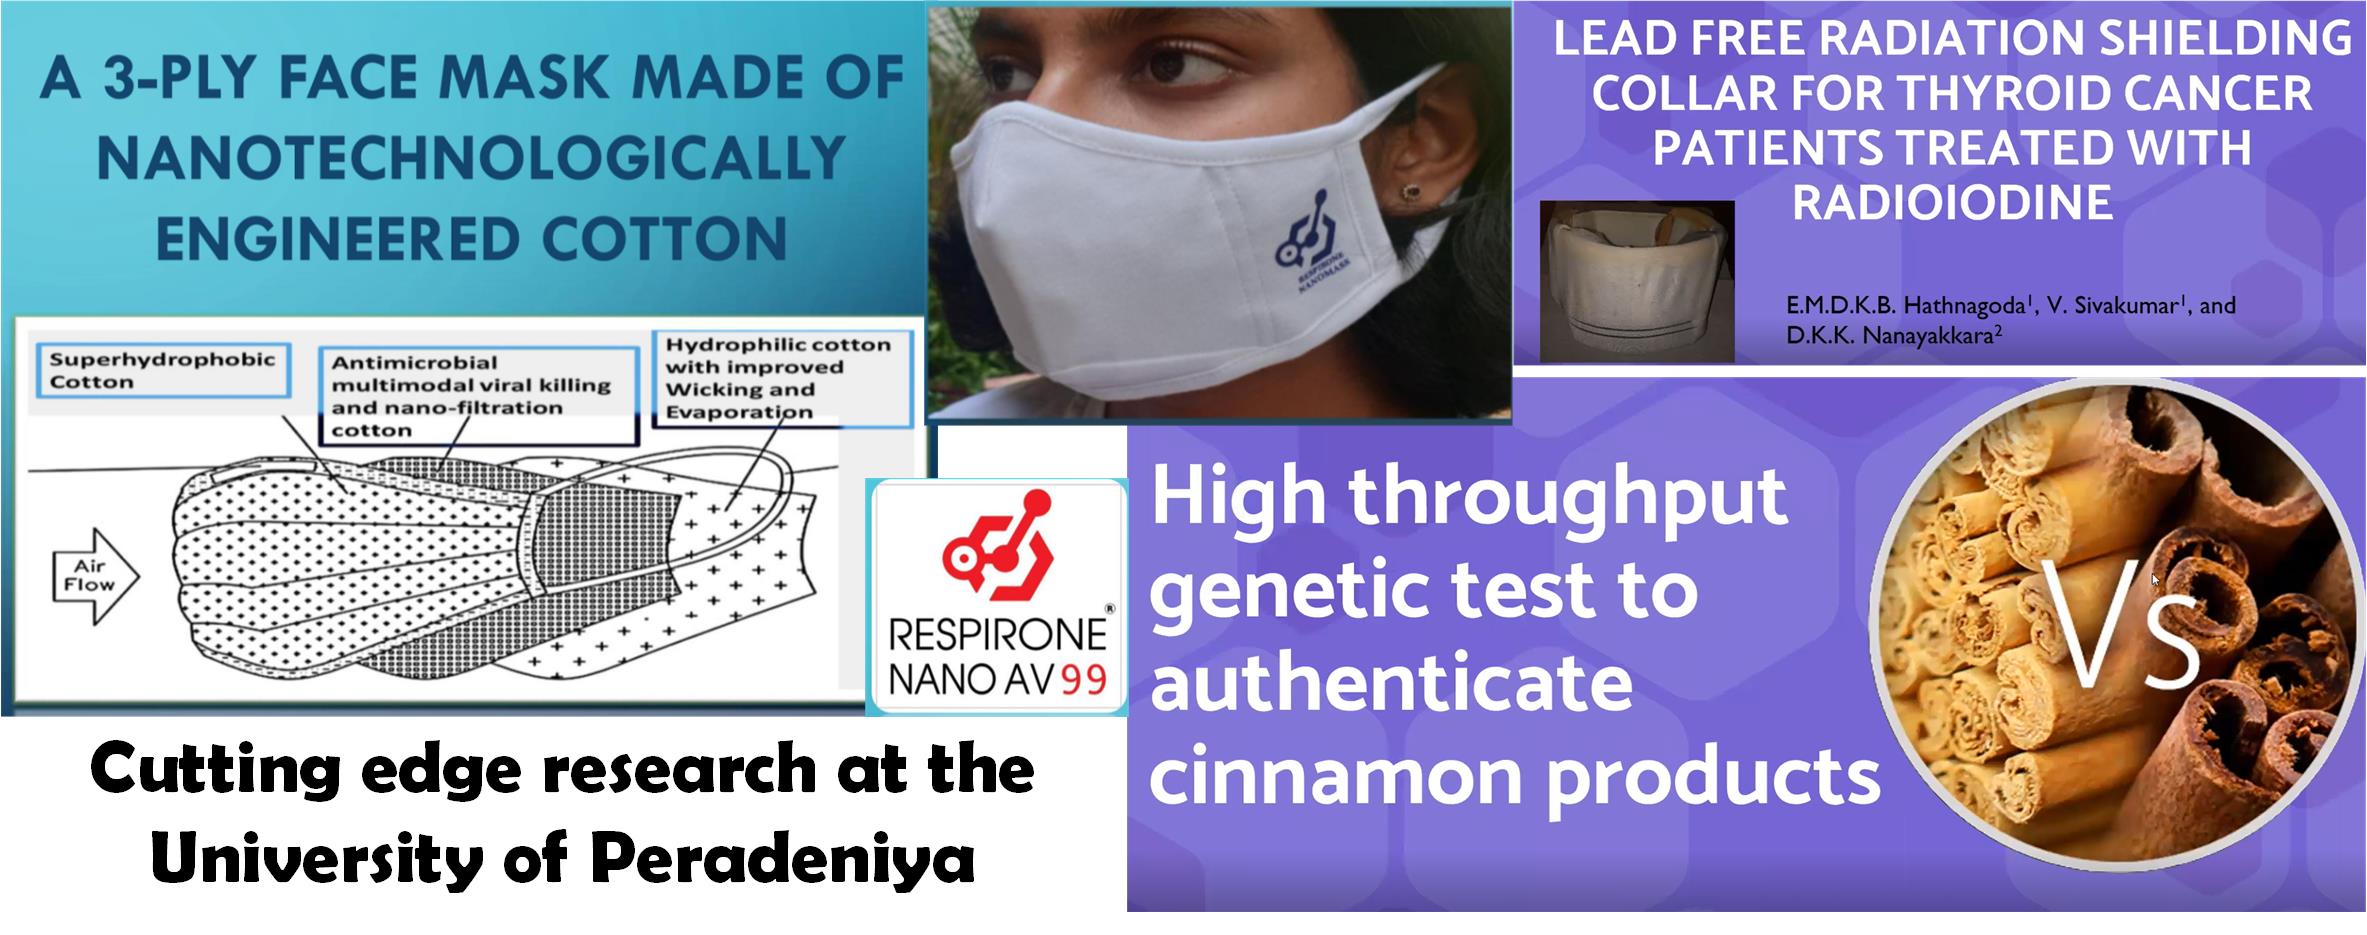 A 3-PLY FACE MASK MADE OF
NANOTECHNOLOGICALLY
ENGINEERED COTTON
Superhydrophobic
Cotton
Antimicrobial
multimodal viral killing
and nano-filtration
cotton
Hydrophilic cotton
with improved
Wicking and
Evaporation
Air
Flow
RESPIRONE
NANOMASK
RESPIRONE®
NANO AV 99
LEAD FREE RADIATION SHIELDING
COLLAR FOR THYROID CANCER
PATIENTS TREATED WITH
RADIOIODINE
E.M.D.K.B. Hathnagoda¹, V. Sivakumar¹, and
D.K.K. Nanayakkara²
High throughput
genetic test to
authenticate
cinnamon products
Vs
Cutting edge research at the
University of Peradeniya